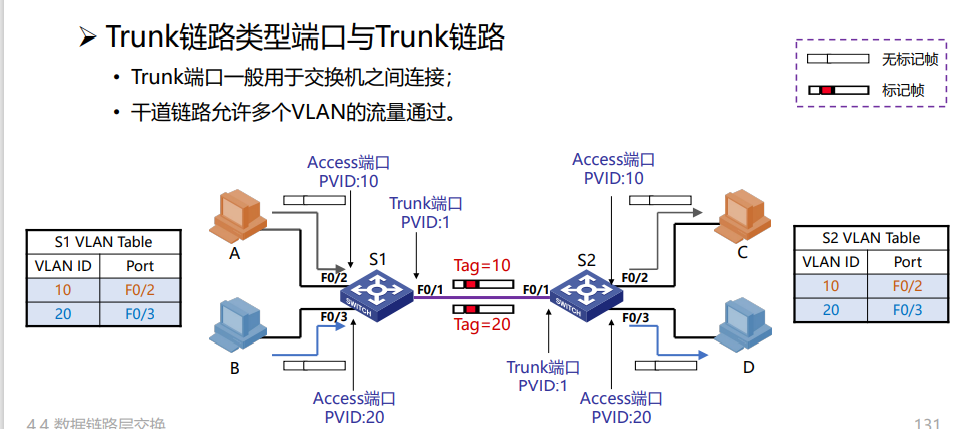 ➢ Trunk链路类型端口与Trunk链路
• Trunk端口一般用于交换机之间连接；
• 干道链路允许多个VLAN的流量通过。
无标记帧
标记帧
Access端口
PVID:10
Trunk端口
PVID:1
Access端口
PVID:10
A
S1
F0/2
F0/1
F0/3
SWITCH
B
Access端口
PVID:20
Tag=10
Tag=20
S2
F0/1
F0/2
F0/3
SWITCH
Trunk端口
PVID:1
Access端口
PVID:20
C
D
S1 VLAN Table
VLAN ID Port
10 F0/2
20 F0/3
S2 VLAN Table
VLAN ID Port
10 F0/2
20 F0/3
4.4 数据链路层交换
131